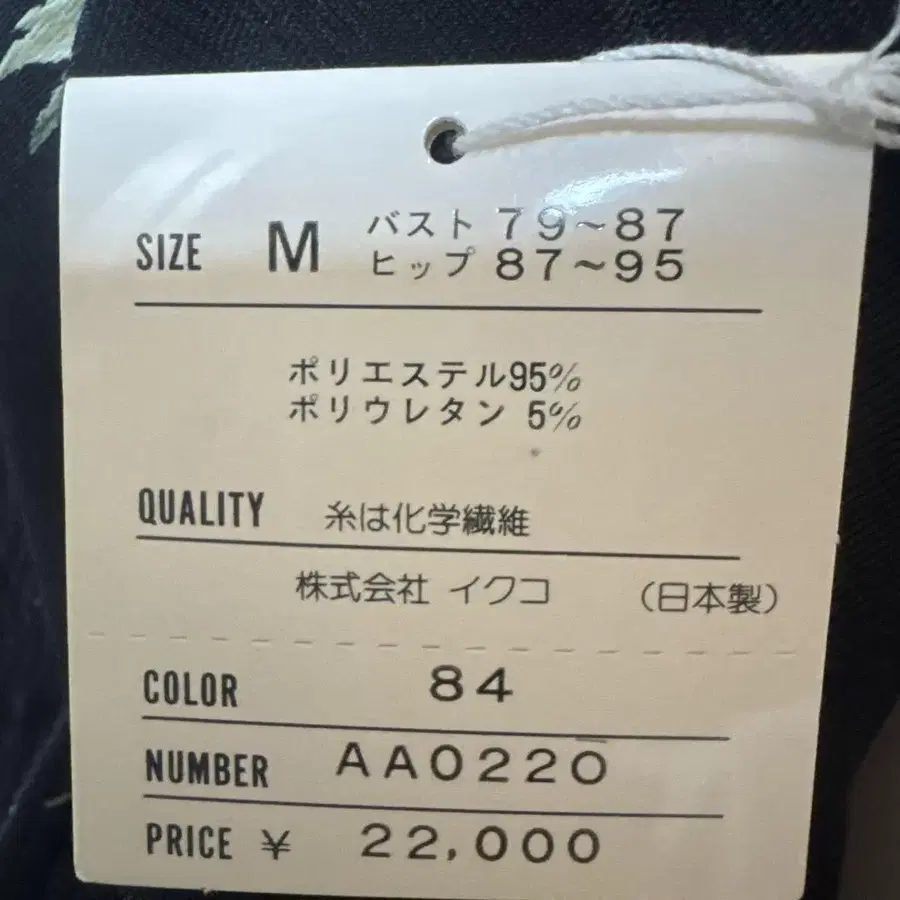 SIZE M バスト 79~87
ヒップ 87~95
ポリエステル95%
ポリウレタン 5%
QUALITY 糸は化学繊維
株式会社 イクコ (日本製)
COLOR 84
NUMBER AA0220
PRICE ¥ 22,000